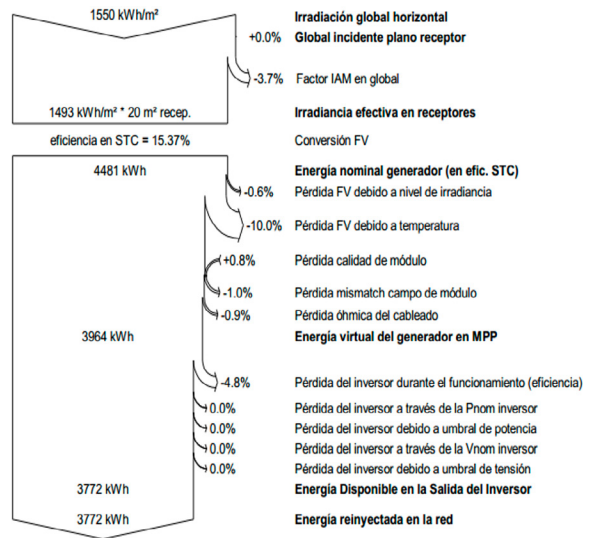 1550 kWh/m² Irradiación global horizontal
+0.0% Global incidente plano receptor
-3.7% Factor IAM en global
1493 kWh/m² * 20 m² recep. Irradiancia efectiva en receptores
eficiencia en STC = 15.37% Conversión FV
4481 kWh Energía nominal generador (en efic. STC)
-0.6% Pérdida FV debido a nivel de irradiancia
-10.0% Pérdida FV debido a temperatura
+0.8% Pérdida calidad de módulo
-1.0% Pérdida mismatch campo de módulo
-0.9% Pérdida óhmica del cableado
3964 kWh Energía virtual del generador en MPP
-4.8% Pérdida del inversor durante el funcionamiento (eficiencia)
0.0% Pérdida del inversor a través de la Pnom inversor
0.0% Pérdida del inversor debido a umbral de potencia
0.0% Pérdida del inversor a través de la Vnom inversor
0.0% Pérdida del inversor debido a umbral de tensión
3772 kWh Energía Disponible en la Salida del Inversor
3772 kWh Energía reinyectada en la red